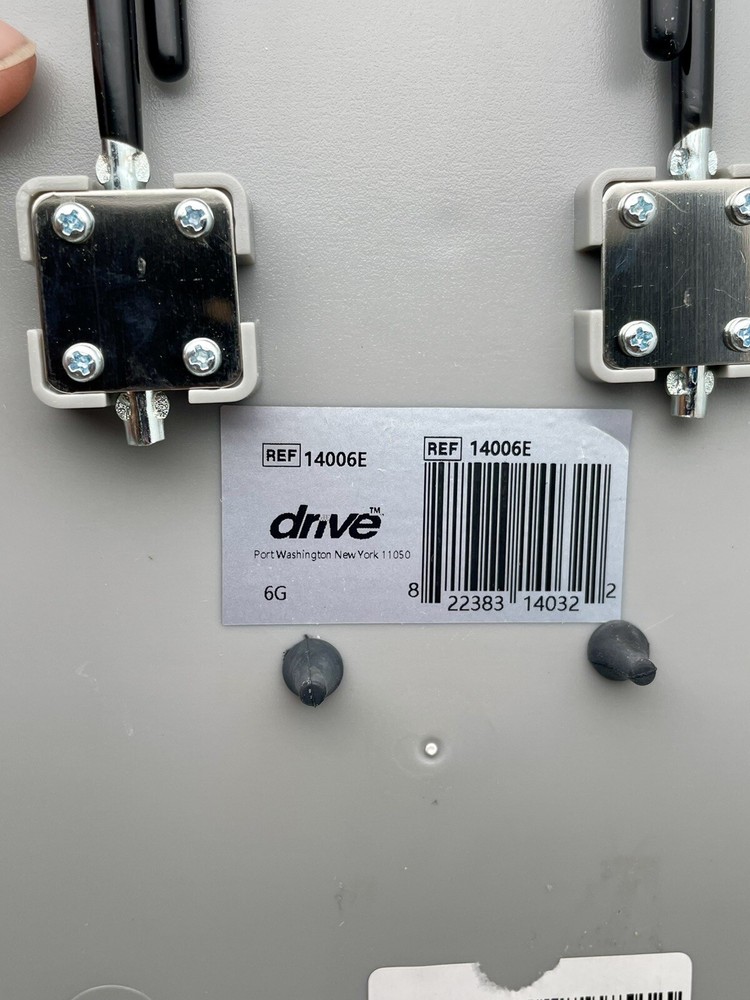 REF 14006E
drive™
Port Washington New York 11050
6G
REF 14006E
8 22383 14032 2